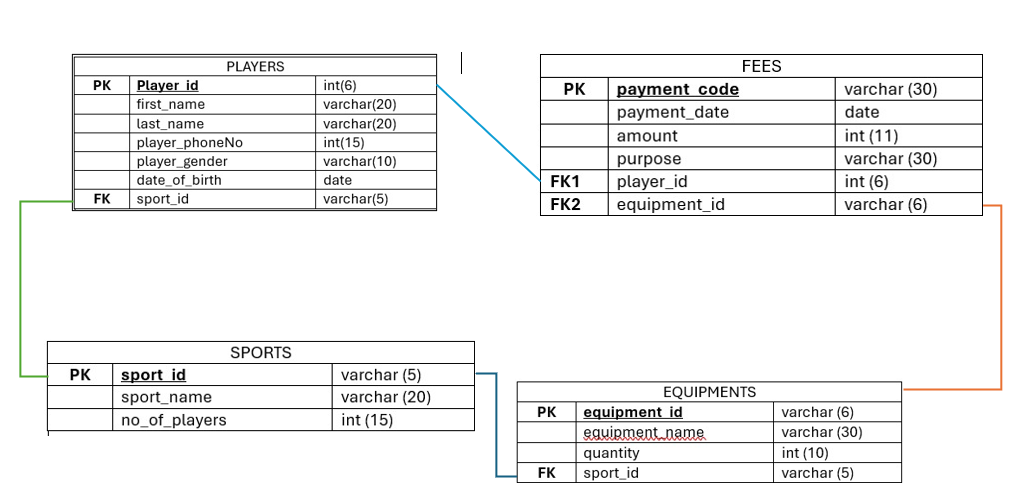 PLAYERS
PK Player_id int(6)
first_name varchar(20)
last_name varchar(20)
player_phoneNo int(15)
player_gender varchar(10)
date_of_birth date
FK sport_id varchar(5)
FEES
PK payment_code varchar (30)
payment_date date
amount int (11)
purpose varchar (30)
FK1 player_id int (6)
FK2 equipment_id varchar (6)
SPORTS
PK sport_id varchar (5)
sport_name varchar (20)
no_of_players int (15)
EQUIPMENTS
PK equipment_id varchar (6)
equipment_name varchar (30)
quantity int (10)
FK sport_id varchar (5)